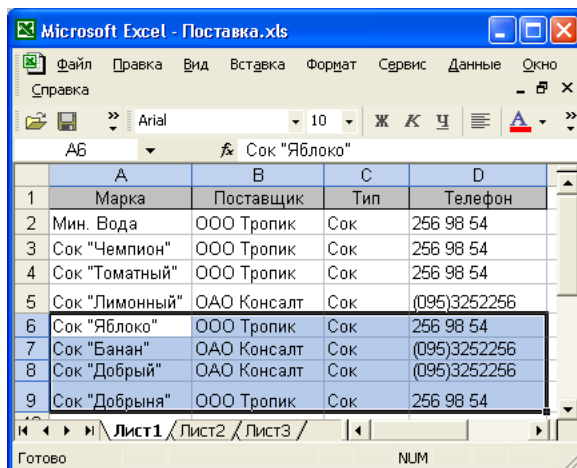 Microsoft Excel - Поставка.xls
Файл Правка Вид Вставка Формат Сервис Данные Окно
Справка
Arial 10 Ж К Ч A
A6 fx Сок "Яблоко"
A B C D
1 Марка Поставщик Тип Телефон
2 Мин. Вода ООО Тропик Сок 256 98 54
3 Сок "Чемпион" ООО Тропик Сок 256 98 54
4 Сок "Томатный" ООО Тропик Сок 256 98 54
5 Сок "Лимонный" ОАО Консалт Сок (095)3252256
6 Сок "Яблоко" ООО Тропик Сок 256 98 54
7 Сок "Банан" ОАО Консалт Сок (095)3252256
8 Сок "Добрый" ОАО Консалт Сок (095)3252256
9 Сок "Добрыня" ООО Тропик Сок 256 98 54
Лист1 Лист2 Лист3
Готово NUM